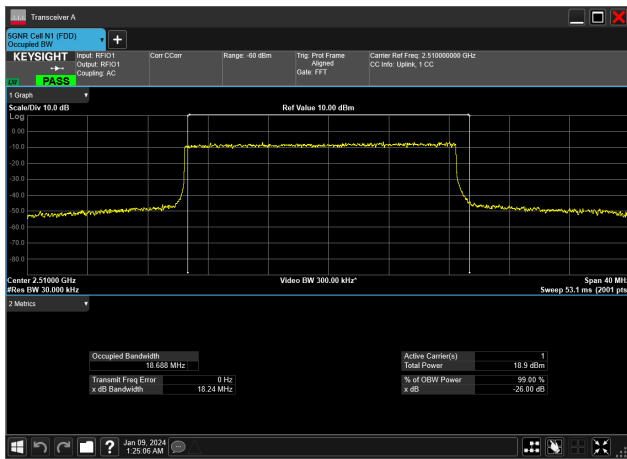 Transceiver A
5GNR Cell N1 (FDD)
Occupied BW
KEYSIGHT
Input: RFIO1
Output: RFIO1
Coupling: AC
Corr CCorr
Range: -60 dBm
Trig: Prot Frame
Aligned
Gate: FFT
Carrier Ref Freq: 2.510000000 GHz
CC Info: Uplink, 1 CC
PASS
1 Graph
Scale/Div 10.0 dB
Ref Value 10.00 dBm
Log
0.00
-10.0
-20.0
-30.0
-40.0
-50.0
-60.0
-70.0
-80.0
Center 2.51000 GHz
Video BW 300.00 kHz*
Span 40 MHz
#Res BW 30.000 kHz
Sweep 53.1 ms (2001 pts
2 Metrics
Occupied Bandwidth
18.688 MHz
Transmit Freq Error 0 Hz
x dB Bandwidth 18.24 MHz
Active Carrier(s) 1
Total Power 18.9 dBm
% of OBW Power 99.00 %
x dB -26.00 dB
Jan 09, 2024
1:25:06 AM